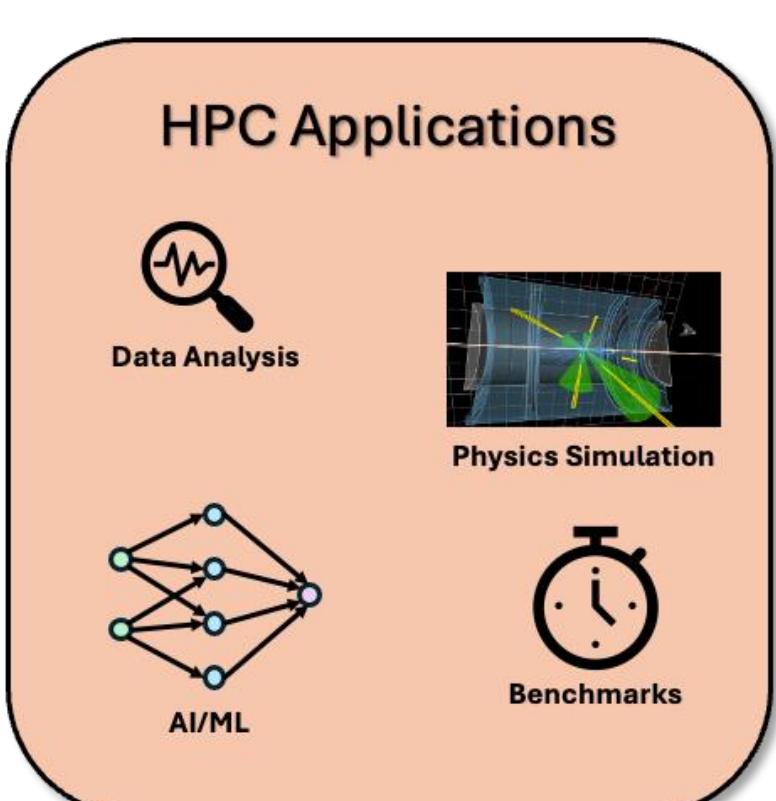 HPC Applications
Data Analysis
Physics Simulation
AI/ML
Benchmarks